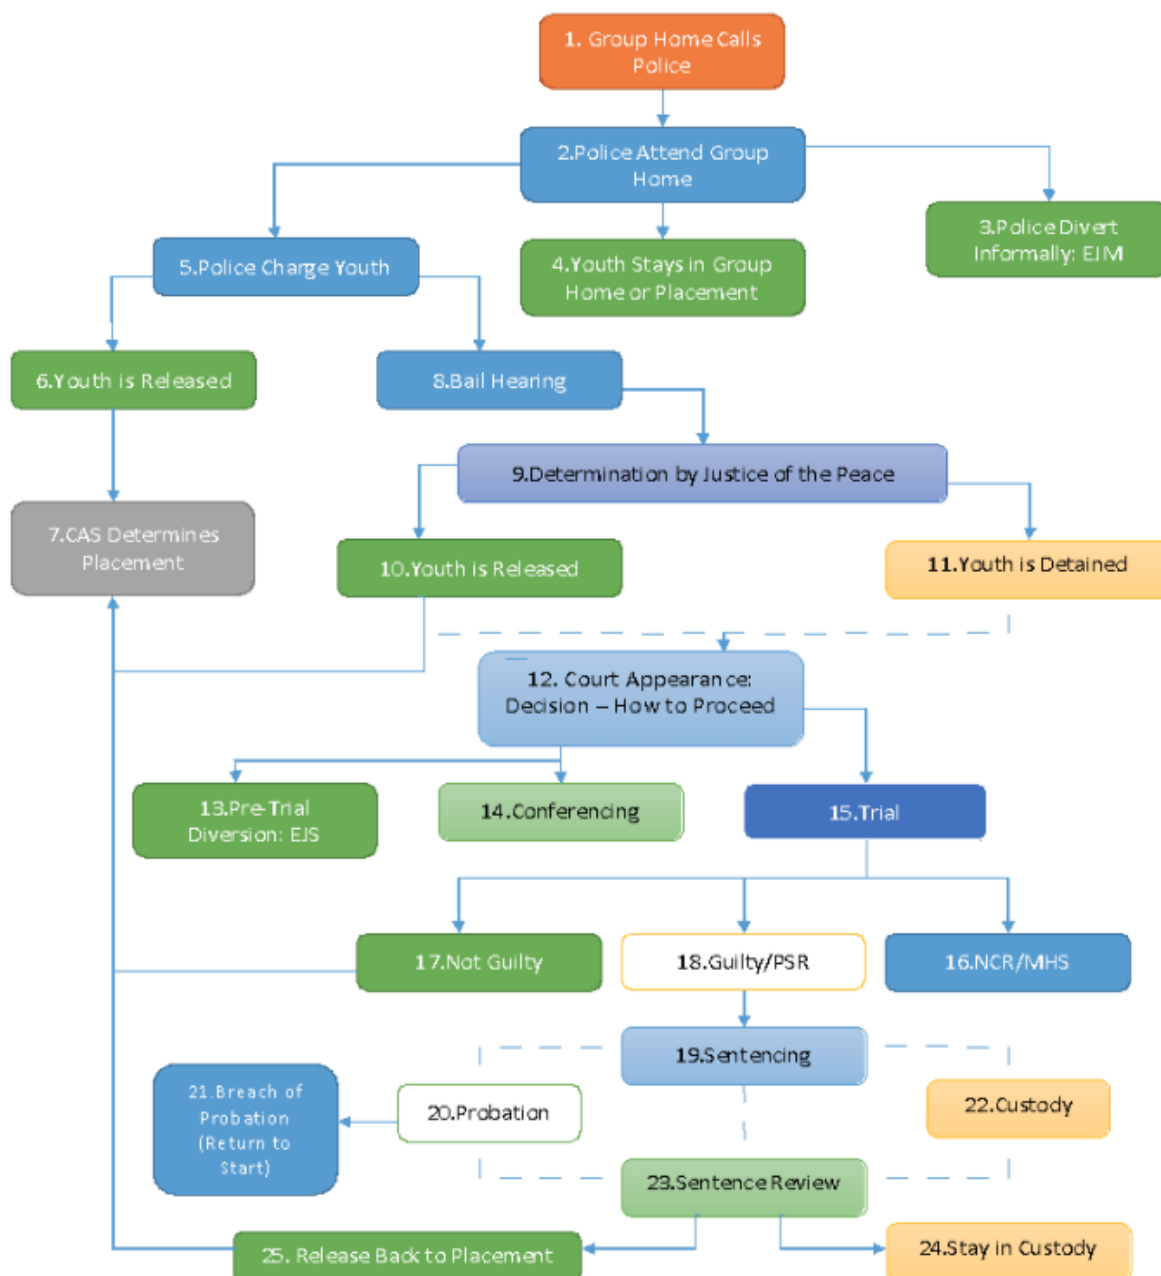 1. Group Home Calls
Police
2.Police Attend Group
Home
3.Police Divert
Informally: EJM
4.Youth Stays in Group
Home or Placement
5.Police Charge Youth
6.Youth is Released
8.Bail Hearing
9.Determination by Justice of the Peace
7.CAS Determines
Placement
10.Youth is Released
11.Youth is Detained
12. Court Appearance:
Decision – How to Proceed
13.Pre-Trial
Diversion: EJS
14.Conferencing
15.Trial
17.Not Guilty
18.Guilty/PSR
16.NCR/MHS
19.Sentencing
21.Breach of
Probation
(Return to
Start)
20.Probation
22.Custody
23.Sentence Review
25. Release Back to Placement
24.Stay in Custody